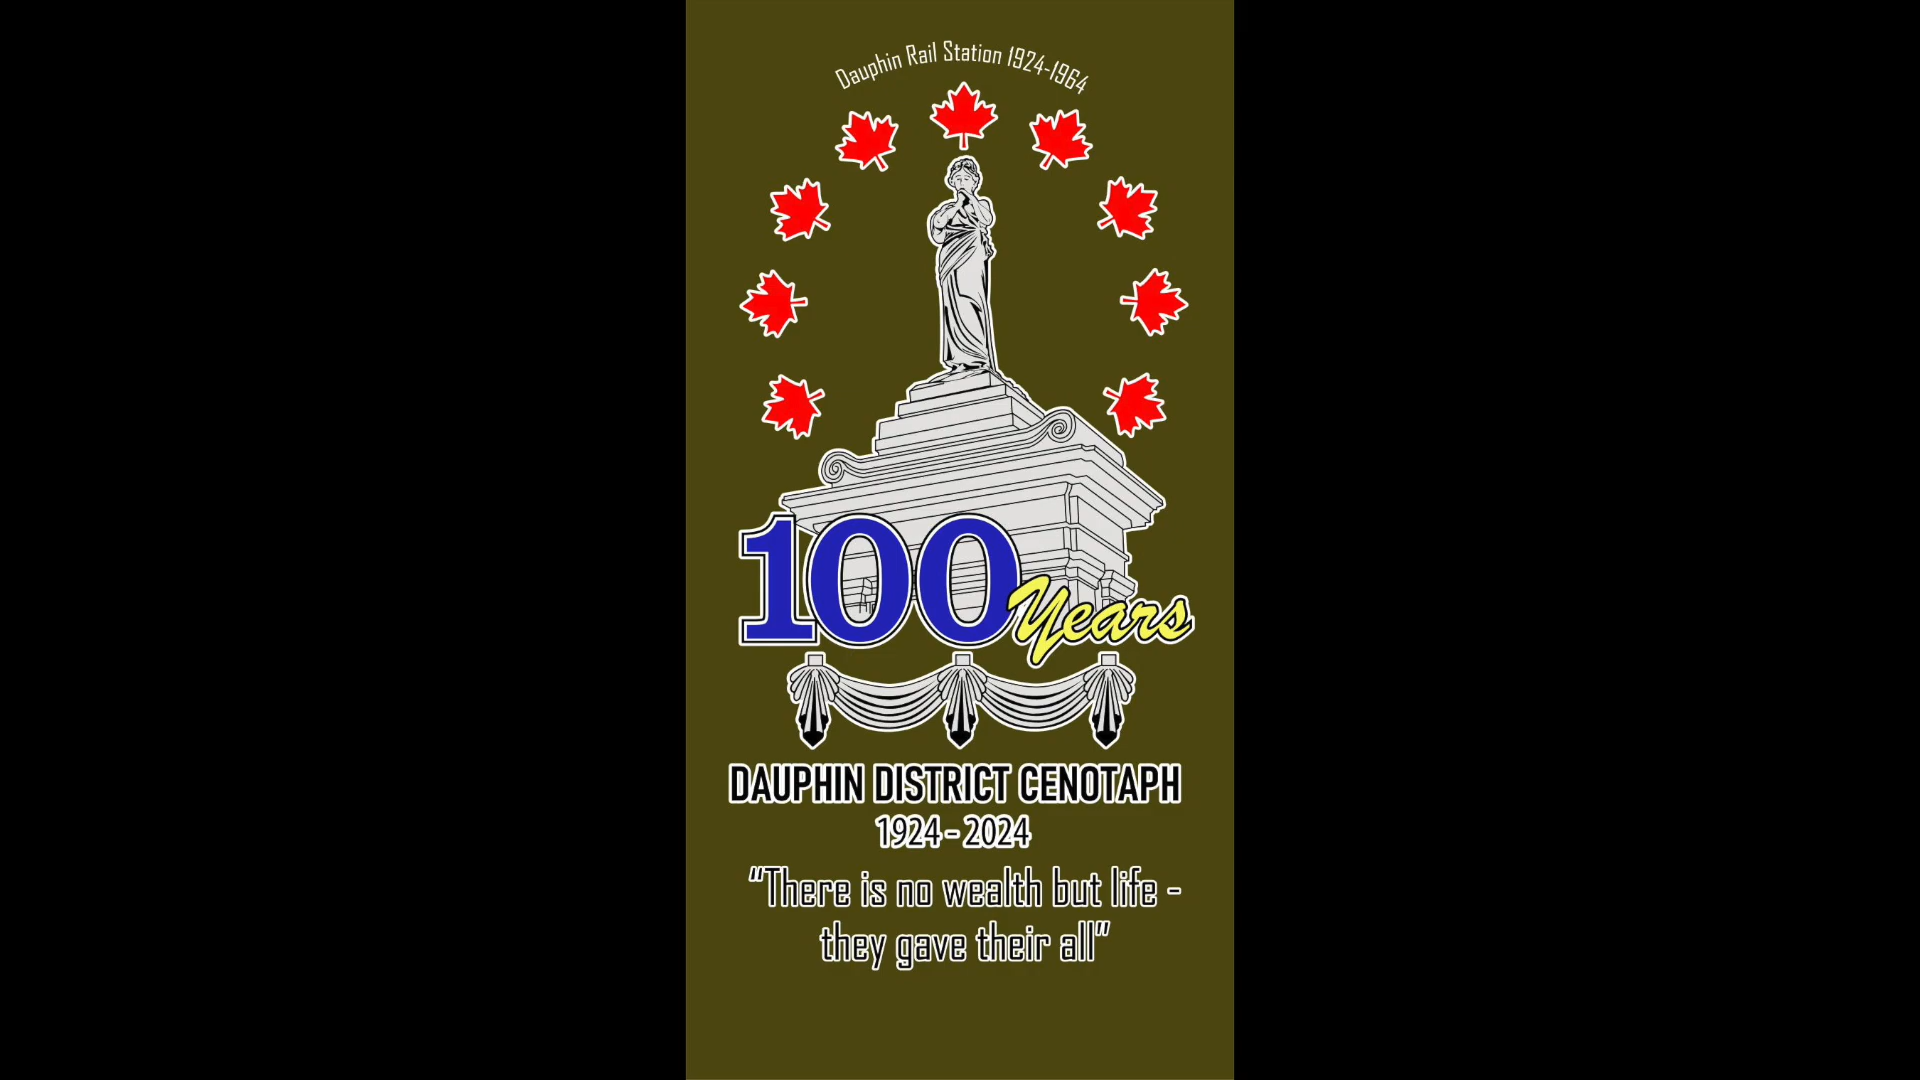 Dauphin Rail Station 1924-1964
100 Years
DAUPHIN DISTRICT CENOTAPH
1924 - 2024
“There is no wealth but life -
they gave their all”